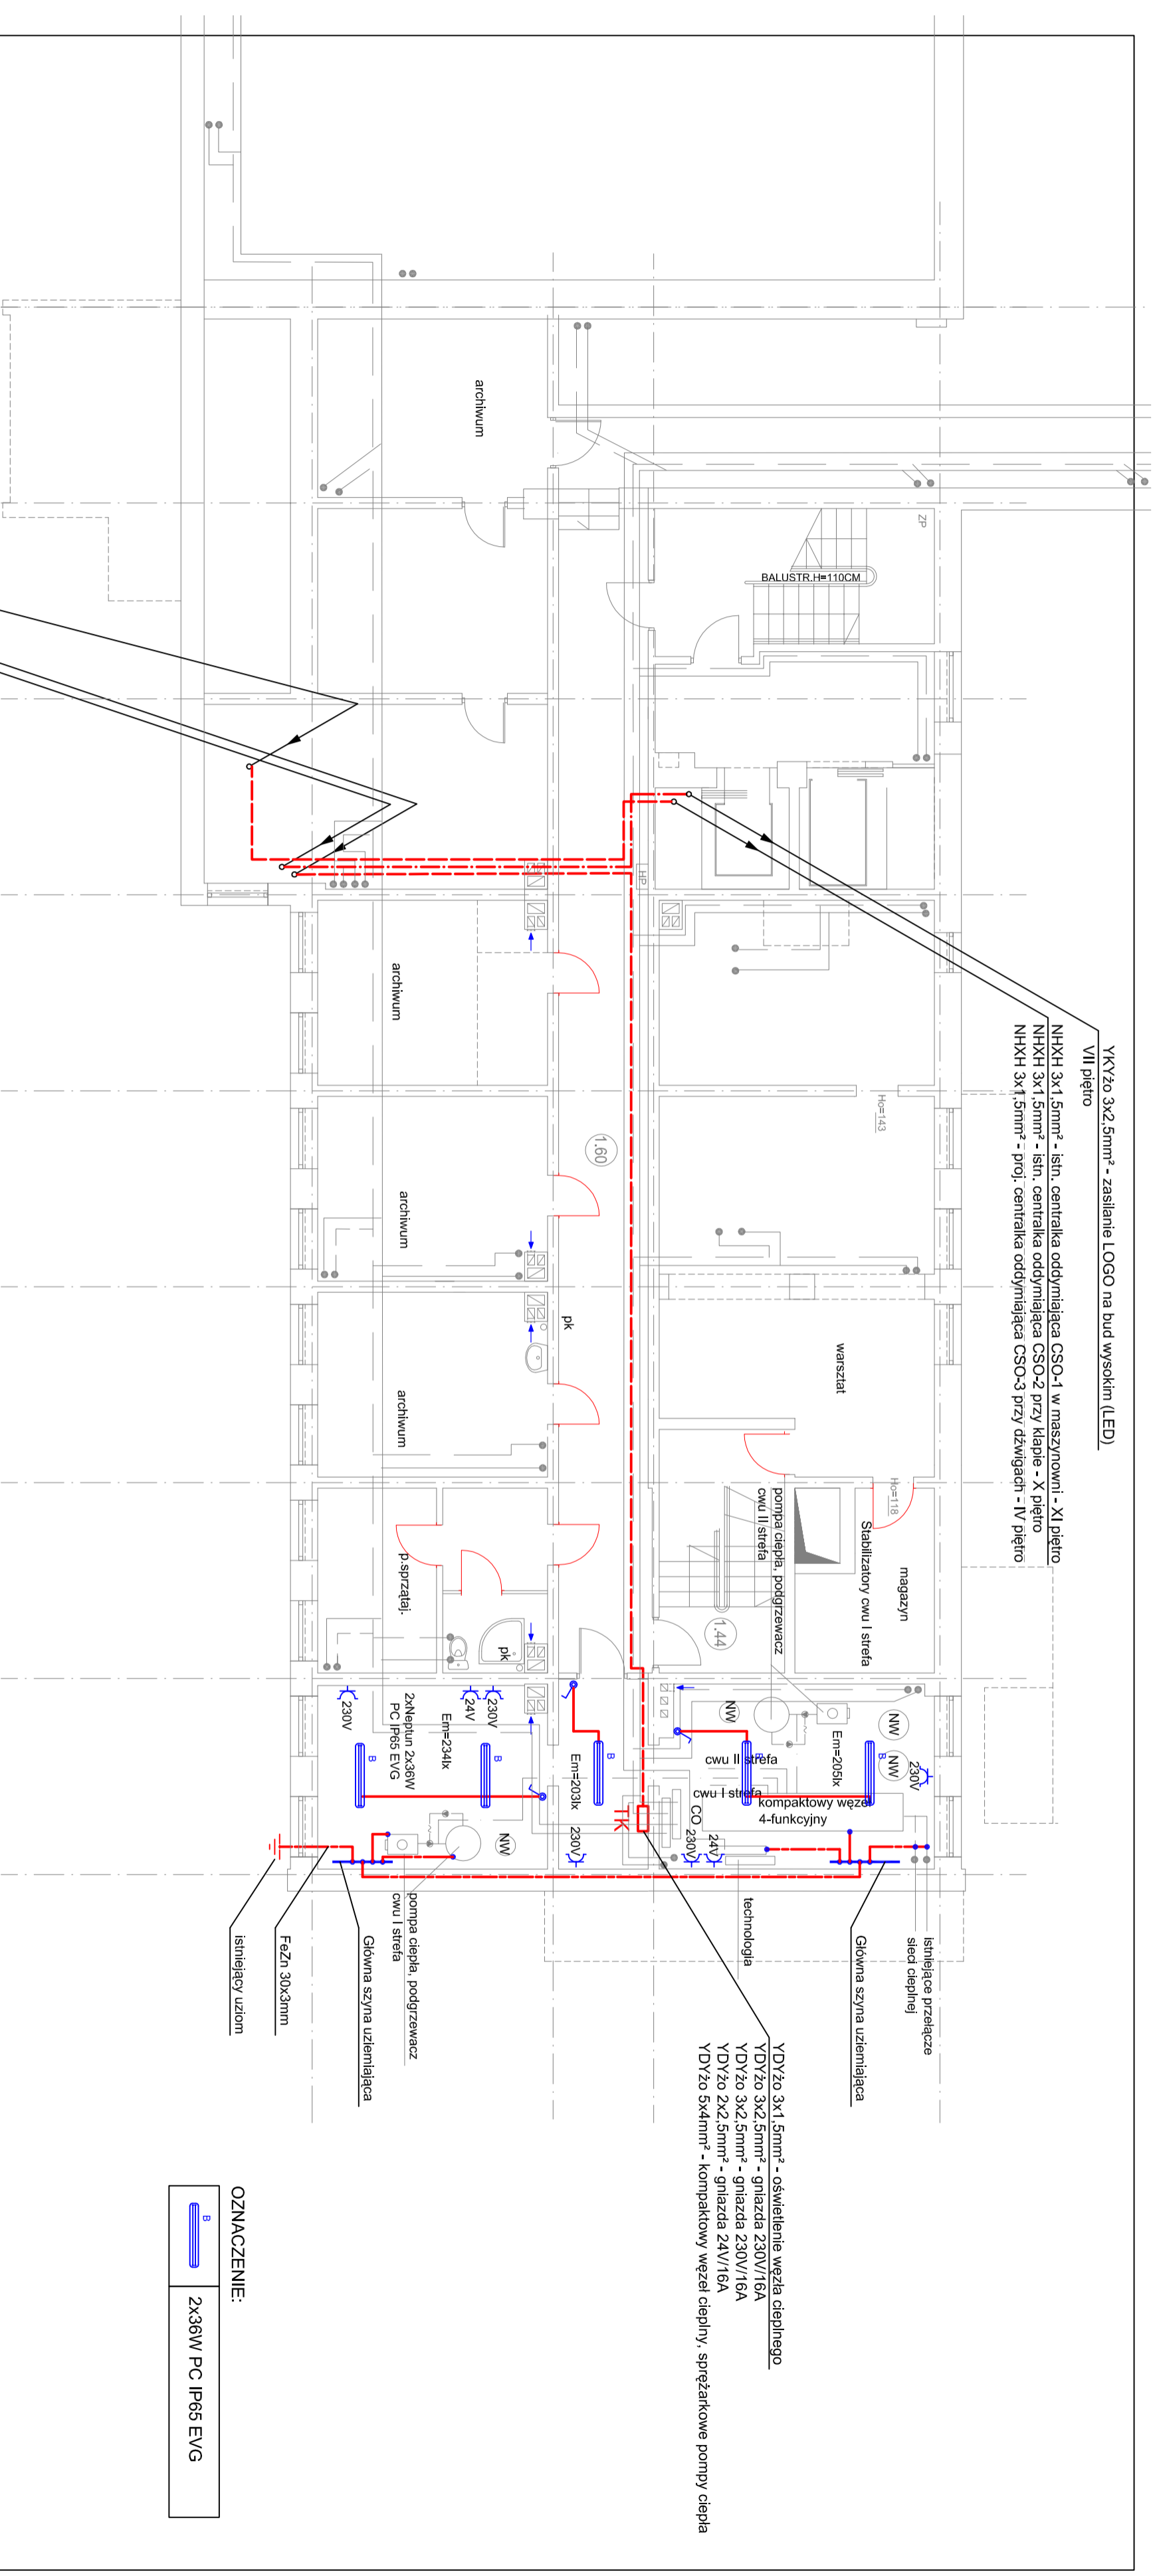 YKYżo 3x2,5mm² - zasilanie LOGO na bud wysokim (LED)
VII piętro
NHXH 3x1,5mm² - istn. centralka oddymiająca CSO-1 w maszynowni - XI piętro
NHXH 3x1,5mm² - istn. centralka oddymiająca CSO-2 przy klapie - X piętro
NHXH 3x1,5mm² - proj. centralka oddymiająca CSO-3 przy dźwigach - IV piętro
ZP
BALUSTR.H=110CM
archiwum
HP
archiwum
Ho=143
1.60
archiwum
warsztat
pk
archiwum
Ho=118
magazyn
Stabilizatory cwu I strefa
pompa ciepła, podgrzewacz
cwu II strefa
1.44
p.sprzątaj.
pk
NW
NW
NW
230V
Em=205lx
B
B
cwu II strefa
cwu I strefa
kompaktowy węzeł
4-funkcyjny
CO
24V
230V
TK
B
Em=203lx
230V
230V
24V
Em=234lx
2xNeptun 2x36W
PC IP65 EVG
230V
B
B
NW
istniejące przełącze
sieci cieplnej
Główna szyna uziemiająca
technologia
pompa ciepła, podgrzewacz
cwu I strefa
Główna szyna uziemiająca
FeZn 30x3mm
istniejący uziom
YDYżo 3x1,5mm² - oświetlenie węzła cieplnego
YDYżo 3x2,5mm² - gniazda 230V/16A
YDYżo 3x2,5mm² - gniazda 230V/16A
YDYżo 2x2,5mm² - gniazda 24V/16A
YDYżo 5x4mm² - kompaktowy węzeł cieplny, sprężarkowe pompy ciepła
OZNACZENIE:
B
2x36W PC IP65 EVG